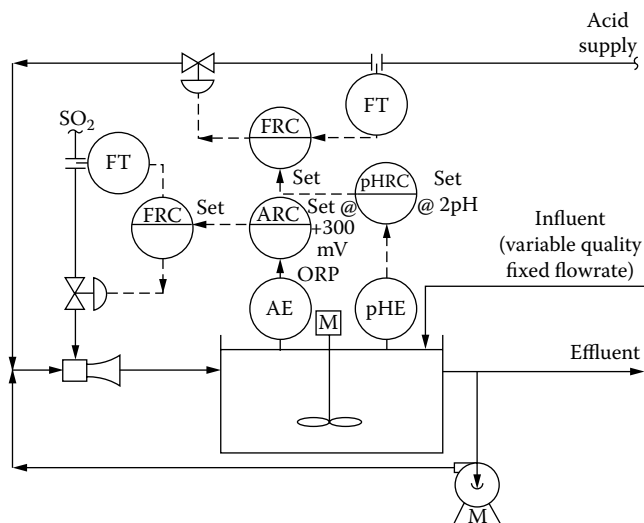 Acid
supply
SO2
FT
FT
FRC
pHRC
Set
Set
@ 2pH
FRC
Set
ARC
Set @
+300
mV
Influent
(variable quality
fixed flowrate)
ORP
AE
M
pHE
Effluent
M